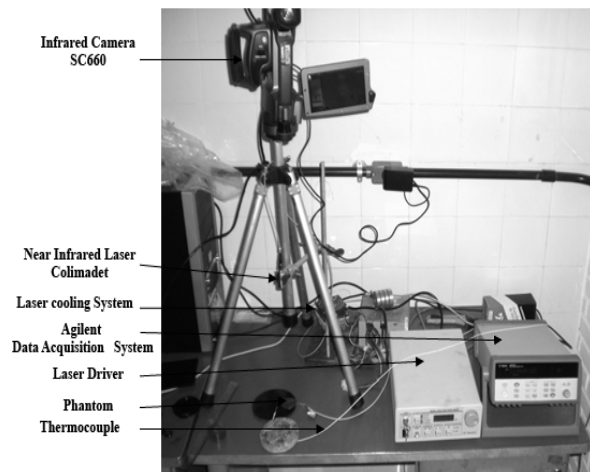 Infrared Camera
SC660
Near Infrared Laser
Colimadet
Laser cooling System
Agilent
Data Acquisition System
Laser Driver
Phantom
Thermocouple